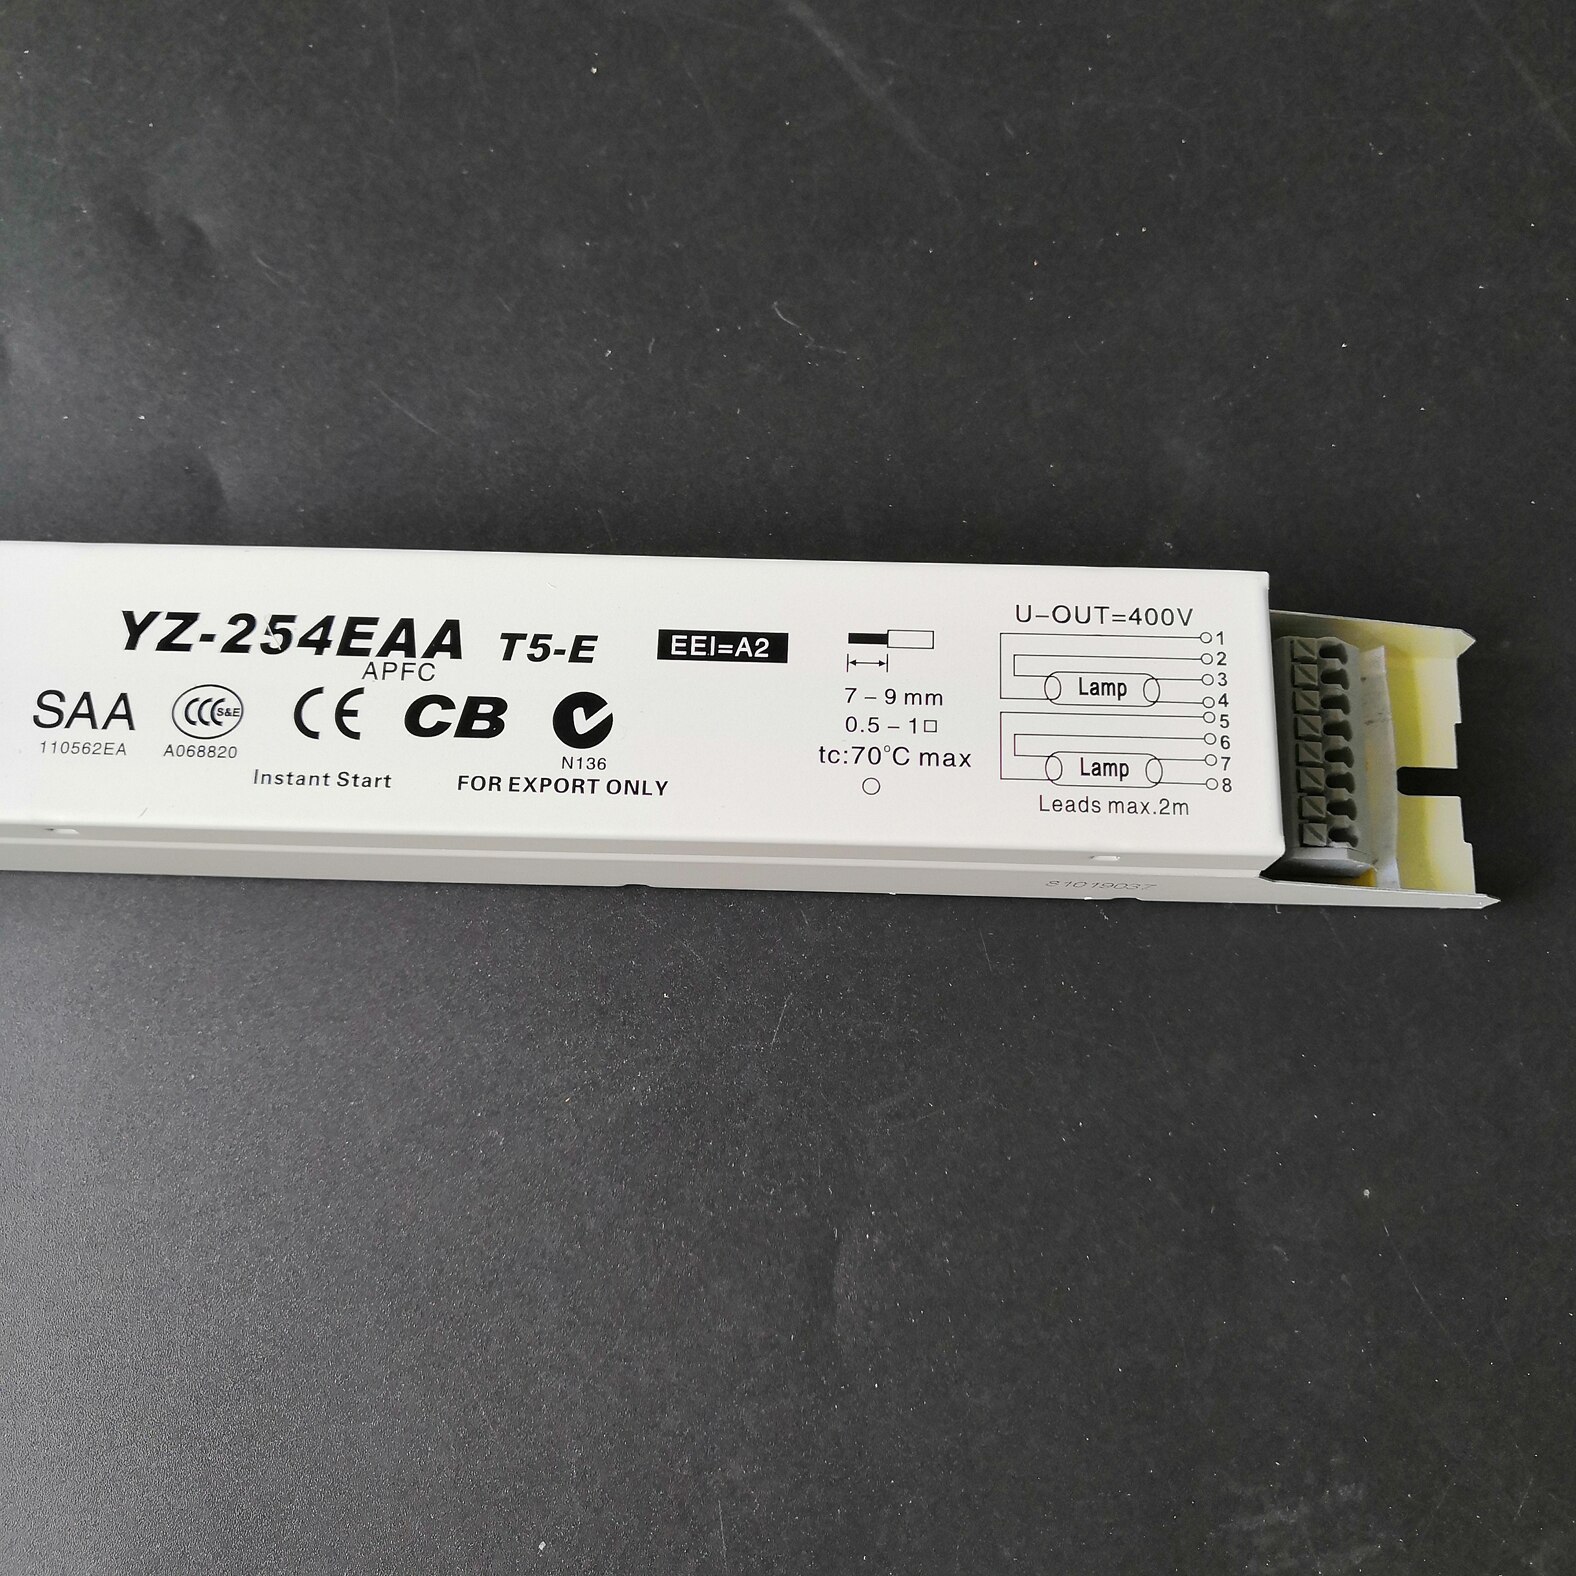 YZ-254EAA T5-E EEI=A2
APFC
SAA CCC S&E CE CB
110562EA A068820 N136
Instant Start FOR EXPORT ONLY
7-9 mm
0.5-1□
tc:70°C max
U-OUT=400V
1
2
3
Lamp
4
5
6
7
Lamp
8
Leads max.2m
81019037